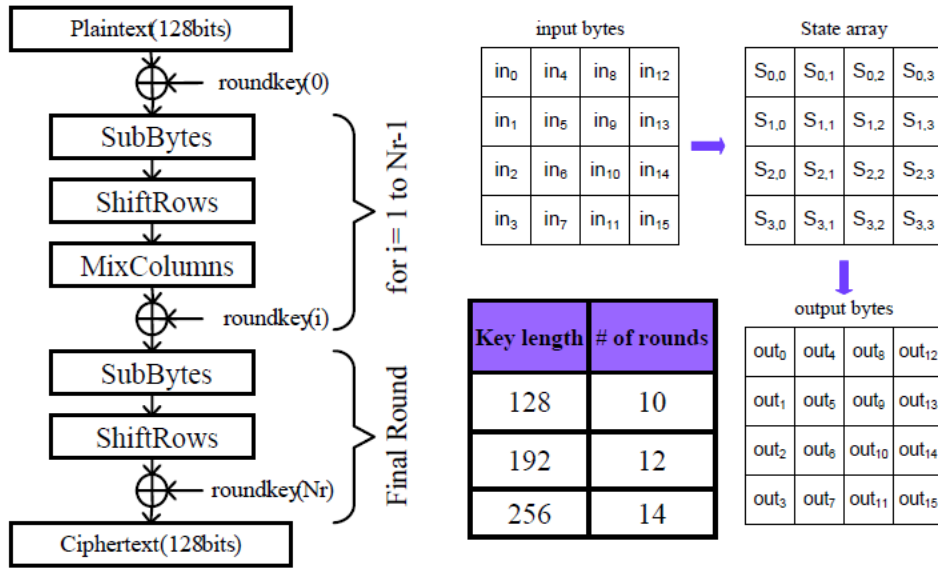 Plaintext(128bits)
roundkey(0)
SubBytes
ShiftRows
MixColumns
roundkey(i)
for i= 1 to Nr-1
SubBytes
ShiftRows
roundkey(Nr)
Final Round
Ciphertext(128bits)
input bytes
in₀ in₄ in₈ in₁₂
in₁ in₅ in₉ in₁₃
in₂ in₆ in₁₀ in₁₄
in₃ in₇ in₁₁ in₁₅
State array
S₀,₀ S₀,₁ S₀,₂ S₀,₃
S₁,₀ S₁,₁ S₁,₂ S₁,₃
S₂,₀ S₂,₁ S₂,₂ S₂,₃
S₃,₀ S₃,₁ S₃,₂ S₃,₃
Key length # of rounds
128 10
192 12
256 14
output bytes
out₀ out₄ out₈ out₁₂
out₁ out₅ out₉ out₁₃
out₂ out₆ out₁₀ out₁₄
out₃ out₇ out₁₁ out₁₅